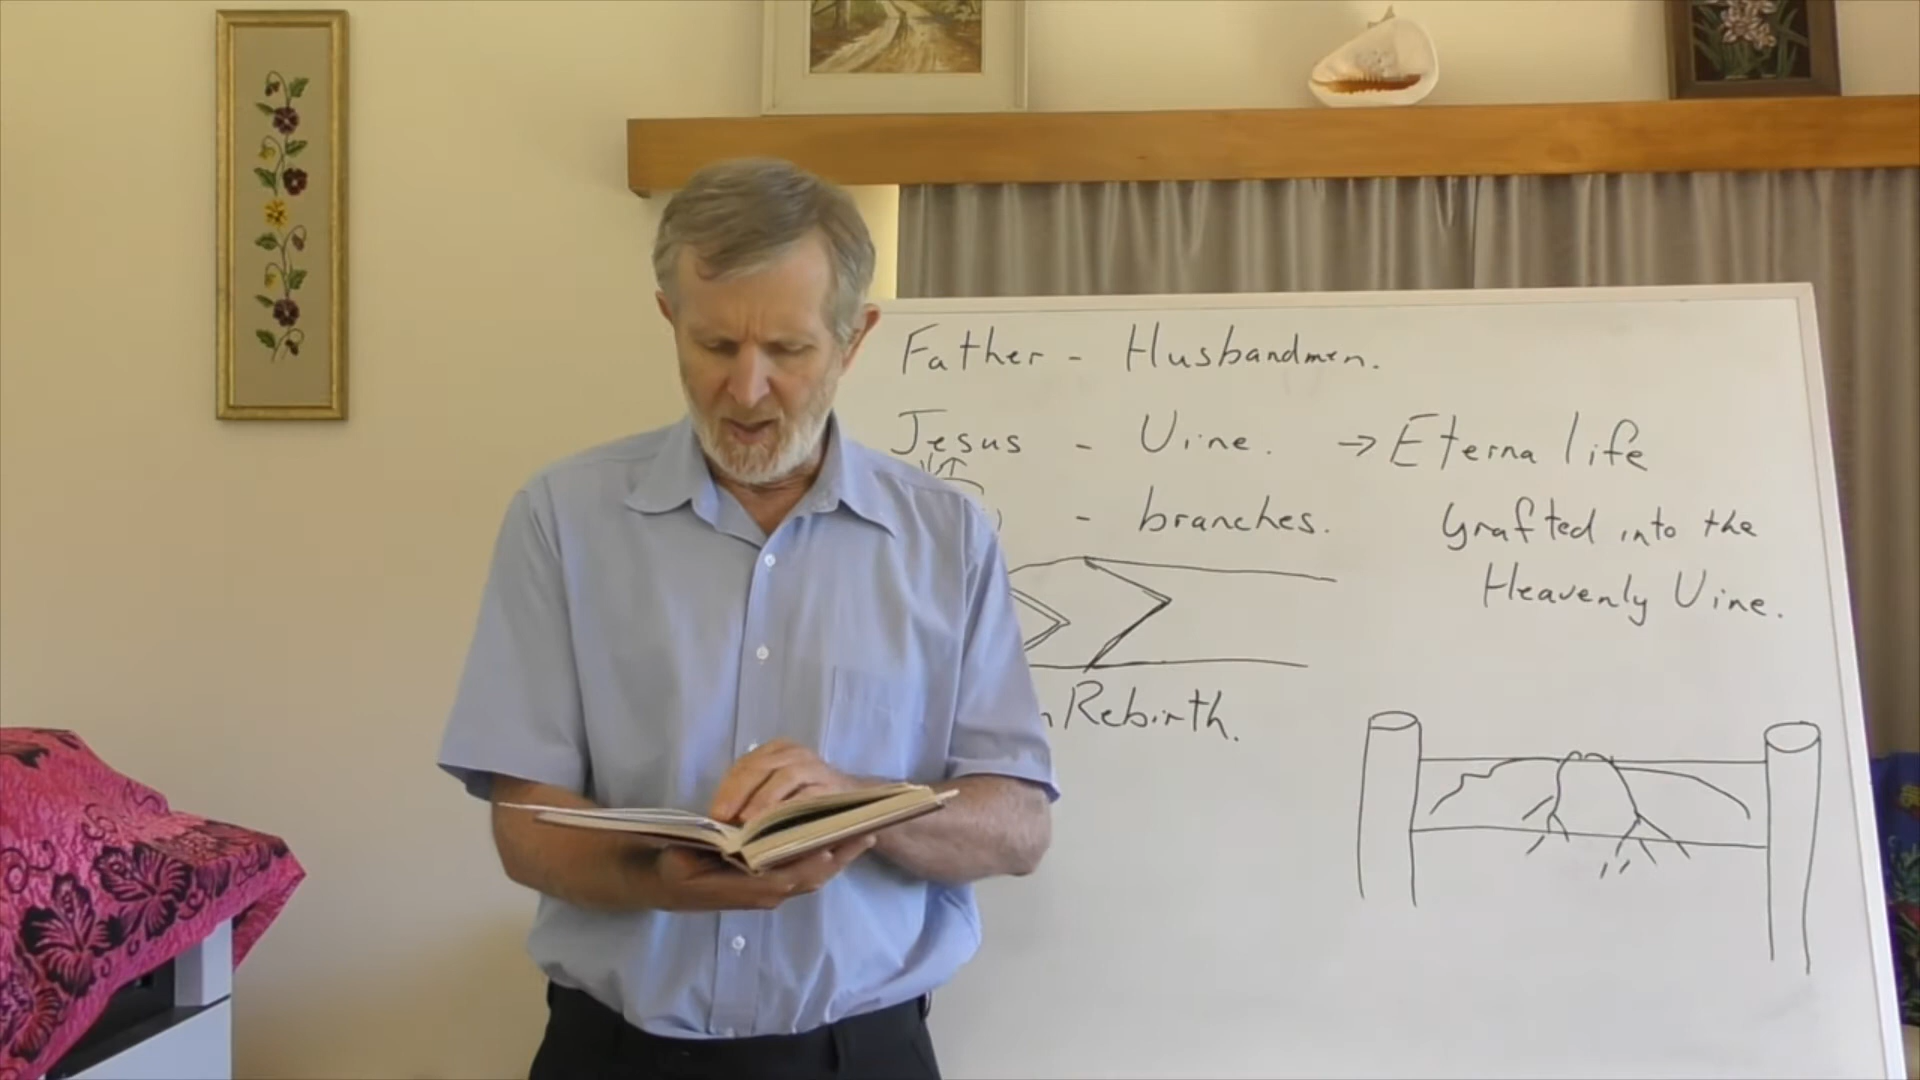 Father - Husbandmen.
Jesus - Vine. → Eterna life
- branches. Grafted into the
Heavenly Vine.
Rebirth.